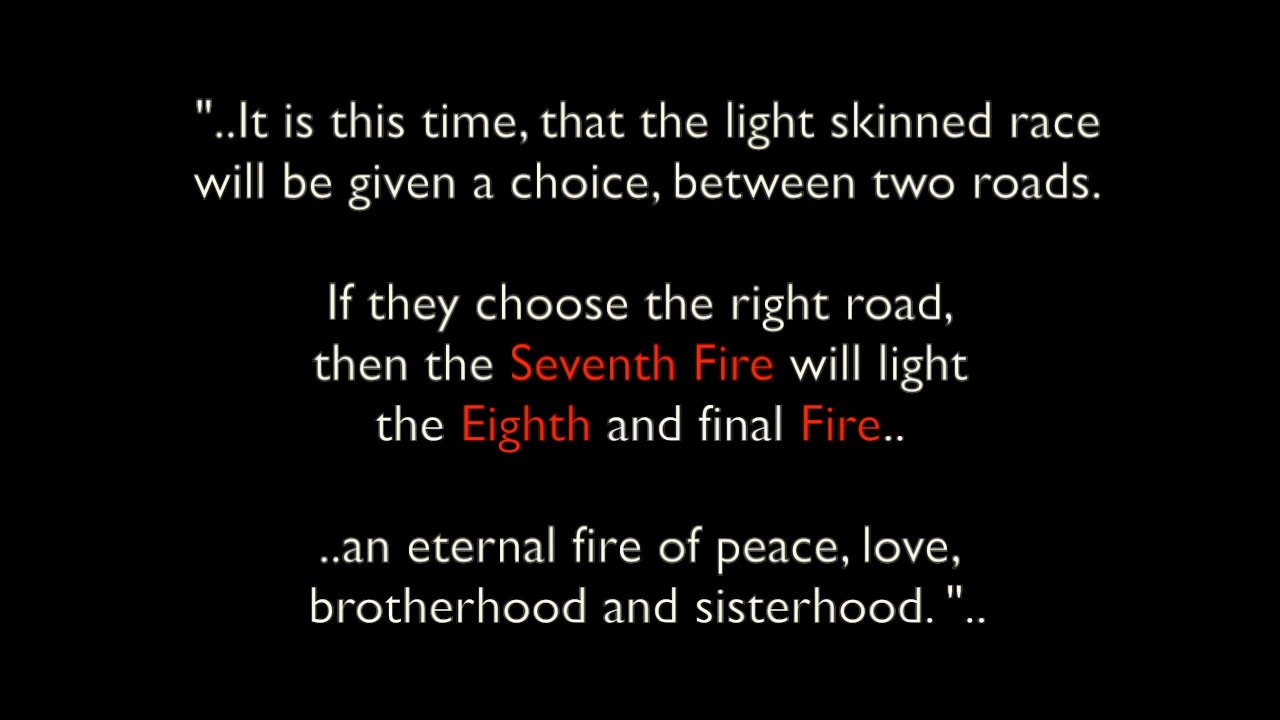 "..It is this time, that the light skinned race
will be given a choice, between two roads.
If they choose the right road,
then the Seventh Fire will light
the Eighth and final Fire..
..an eternal fire of peace, love,
brotherhood and sisterhood. "..